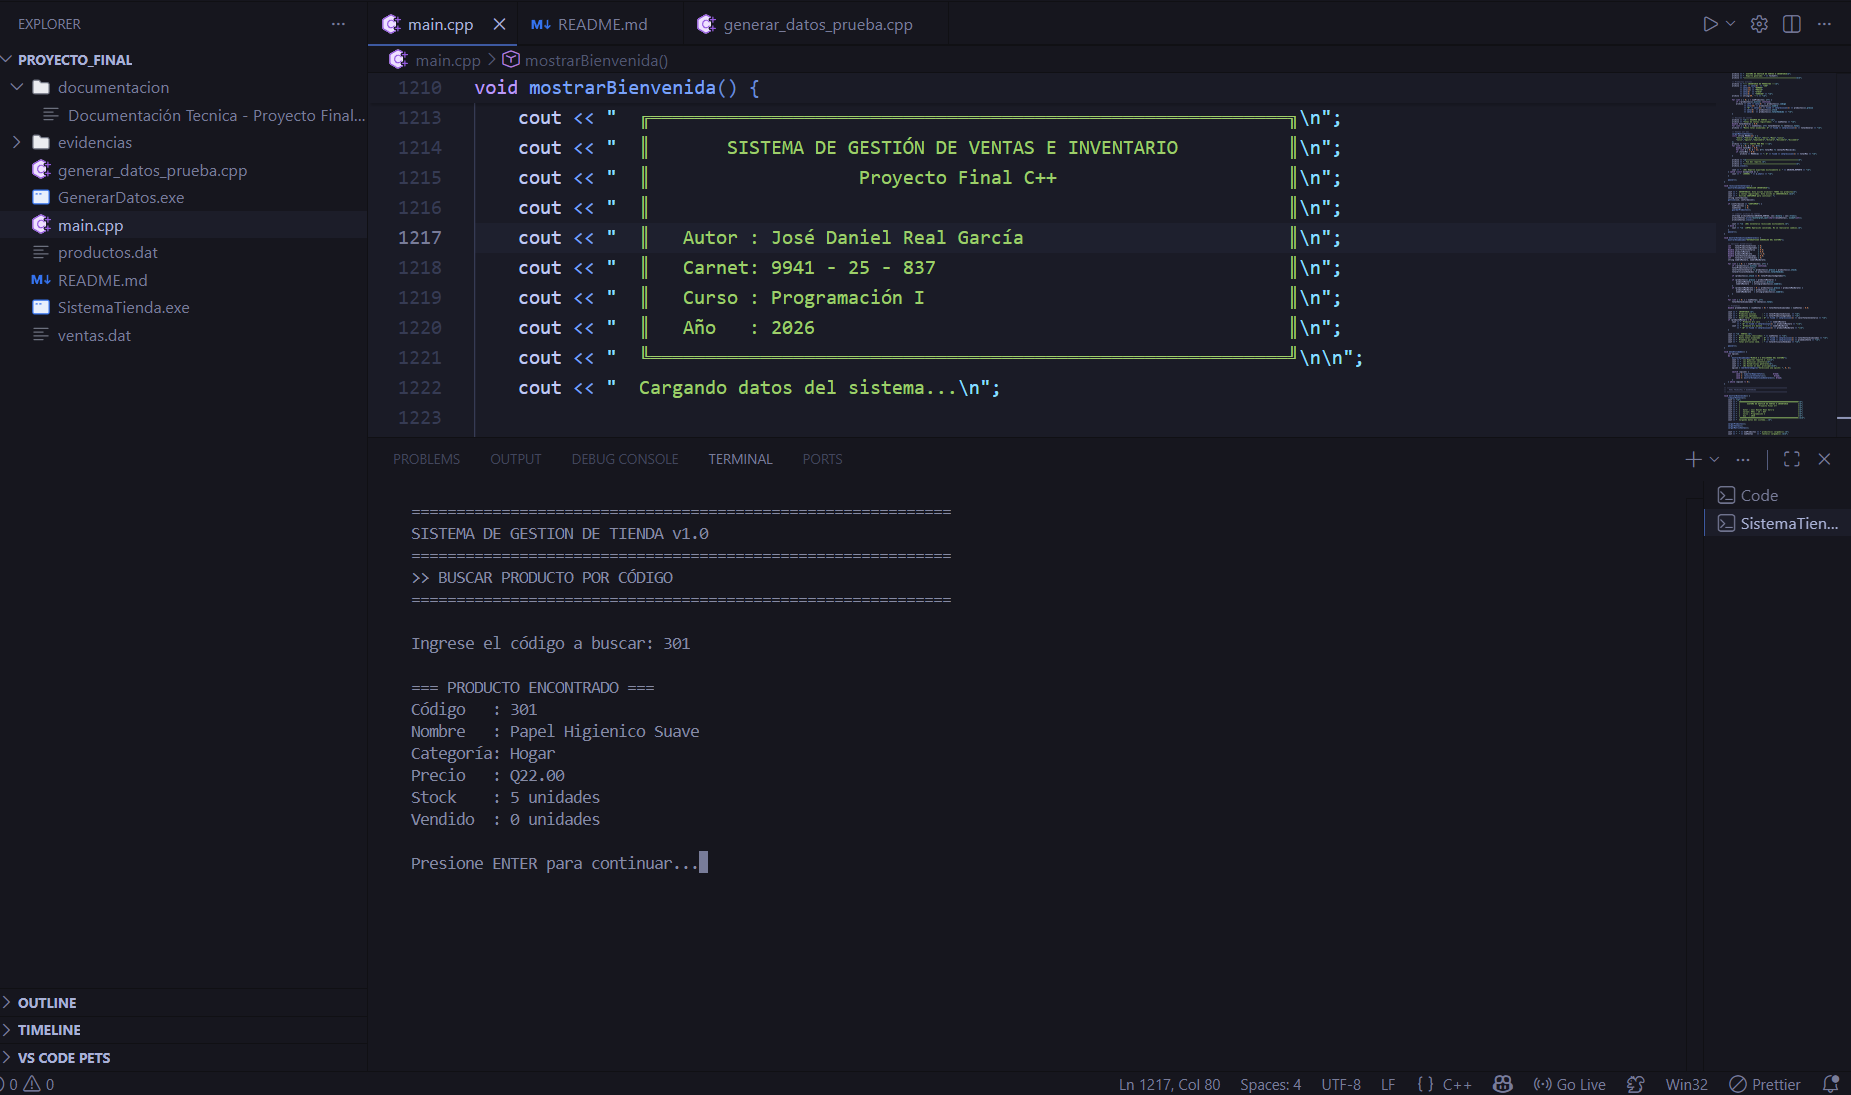 EXPLORER
PROYECTO_FINAL
documentacion
Documentación Tecnica - Proyecto Final...
evidencias
generar_datos_prueba.cpp
GenerarDatos.exe
main.cpp
productos.dat
README.md
SistemaTienda.exe
ventas.dat
OUTLINE
TIMELINE
VS CODE PETS
main.cpp
README.md
generar_datos_prueba.cpp
main.cpp > mostrarBienvenida()
1210 void mostrarBienvenida() {
1213 cout << "  ╔═══════════════════════════════════════════════════════════╗\n";
1214 cout << "  ║       SISTEMA DE GESTIÓN DE VENTAS E INVENTARIO          ║\n";
1215 cout << "  ║                   Proyecto Final C++                     ║\n";
1216 cout << "  ║                                                          ║\n";
1217 cout << "  ║   Autor : José Daniel Real García                        ║\n";
1218 cout << "  ║   Carnet: 9941 - 25 - 837                                ║\n";
1219 cout << "  ║   Curso : Programación I                                 ║\n";
1220 cout << "  ║   Año   : 2026                                           ║\n";
1221 cout << "  ╚═══════════════════════════════════════════════════════════╝\n\n";
1222 cout << "  Cargando datos del sistema...\n";
1223
PROBLEMS OUTPUT DEBUG CONSOLE TERMINAL PORTS
============================================================
SISTEMA DE GESTION DE TIENDA v1.0
============================================================
>> BUSCAR PRODUCTO POR CÓDIGO
============================================================
Ingrese el código a buscar: 301
=== PRODUCTO ENCONTRADO ===
Código   : 301
Nombre   : Papel Higienico Suave
Categoría: Hogar
Precio   : Q22.00
Stock    : 5 unidades
Vendido  : 0 unidades
Presione ENTER para continuar...
Code
SistemaTien...
0 0
Ln 1217, Col 80 Spaces: 4 UTF-8 LF {} C++ Go Live Win32 Prettier